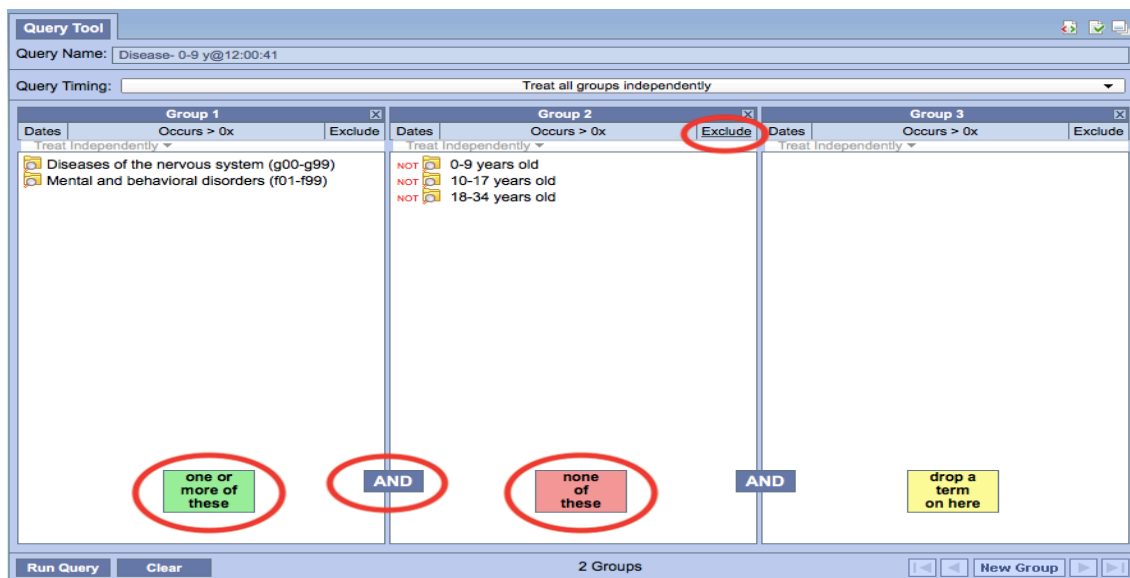 Query Tool
Query Name: Disease- 0-9 y@12:00:41
Query Timing: Treat all groups independently
Group 1
Dates Occurs > 0x Exclude
Treat Independently
Diseases of the nervous system (g00-g99)
Mental and behavioral disorders (f01-f99)
one or
more of
these
AND
Group 2
Dates Occurs > 0x Exclude
Treat Independently
NOT 0-9 years old
NOT 10-17 years old
NOT 18-34 years old
none
of
these
AND
Group 3
Dates Occurs > 0x Exclude
Treat Independently
drop a
term
on here
Run Query Clear 2 Groups New Group